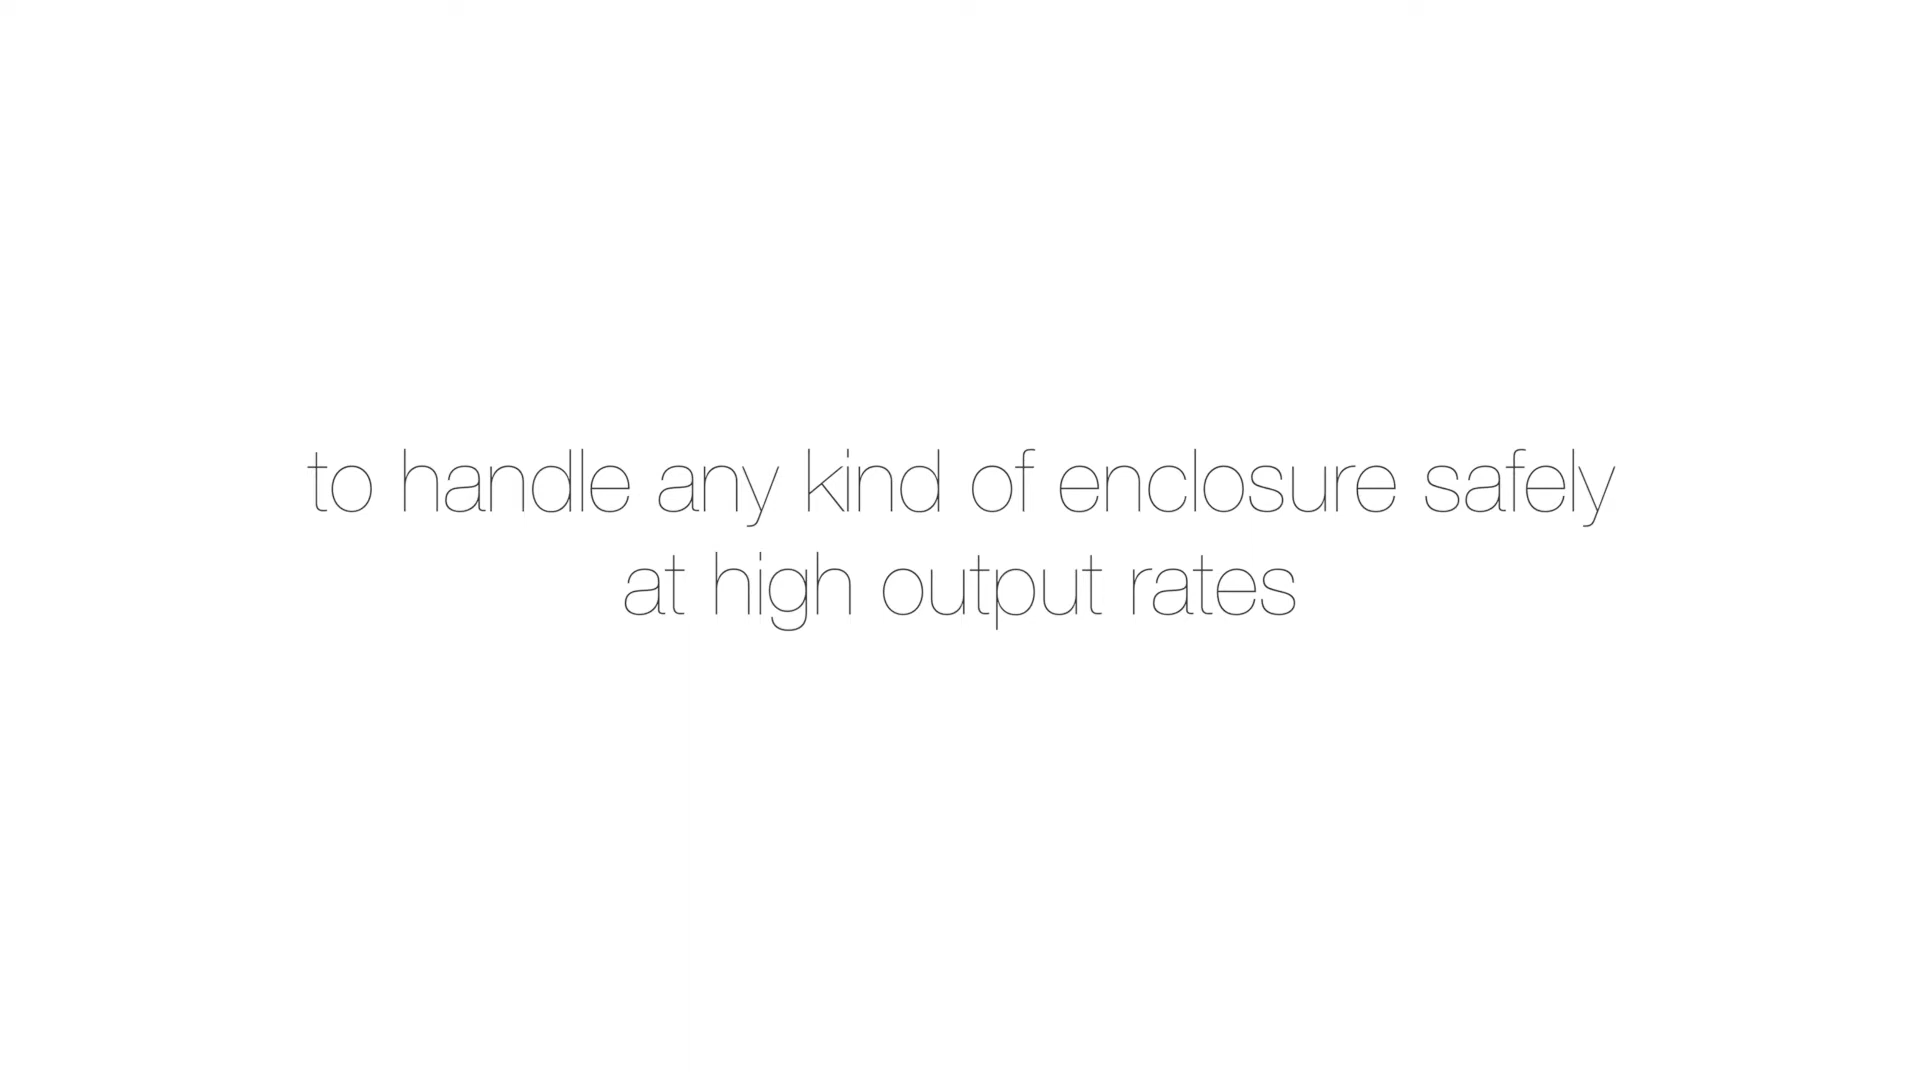 to handle any kind of enclosure safely
at high output rates